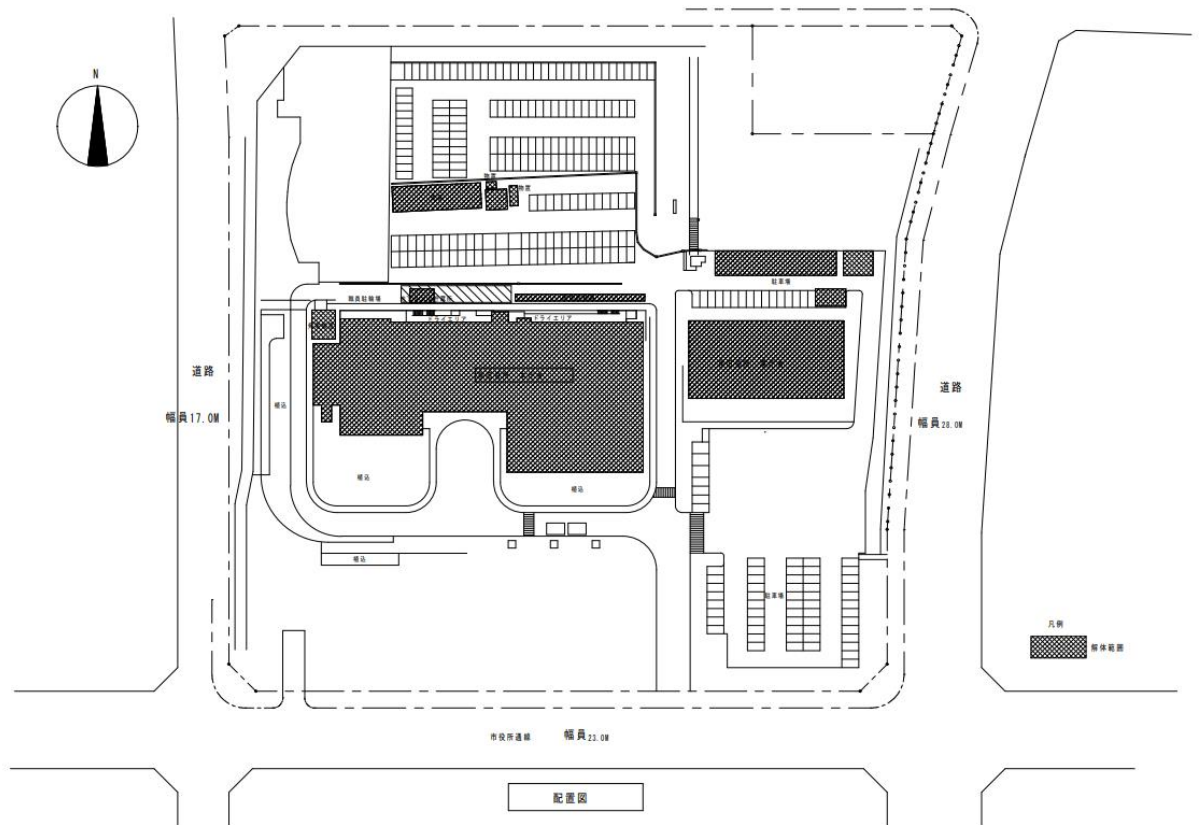 N
物置
物置
駐車場
職員駐輪場
ドライエリア
ドライエリア
道路
幅員17.0M
道路
幅員28.0M
植込
植込
植込
植込
駐車場
凡例
解体範囲
市役所通線
幅員23.0M
配置図